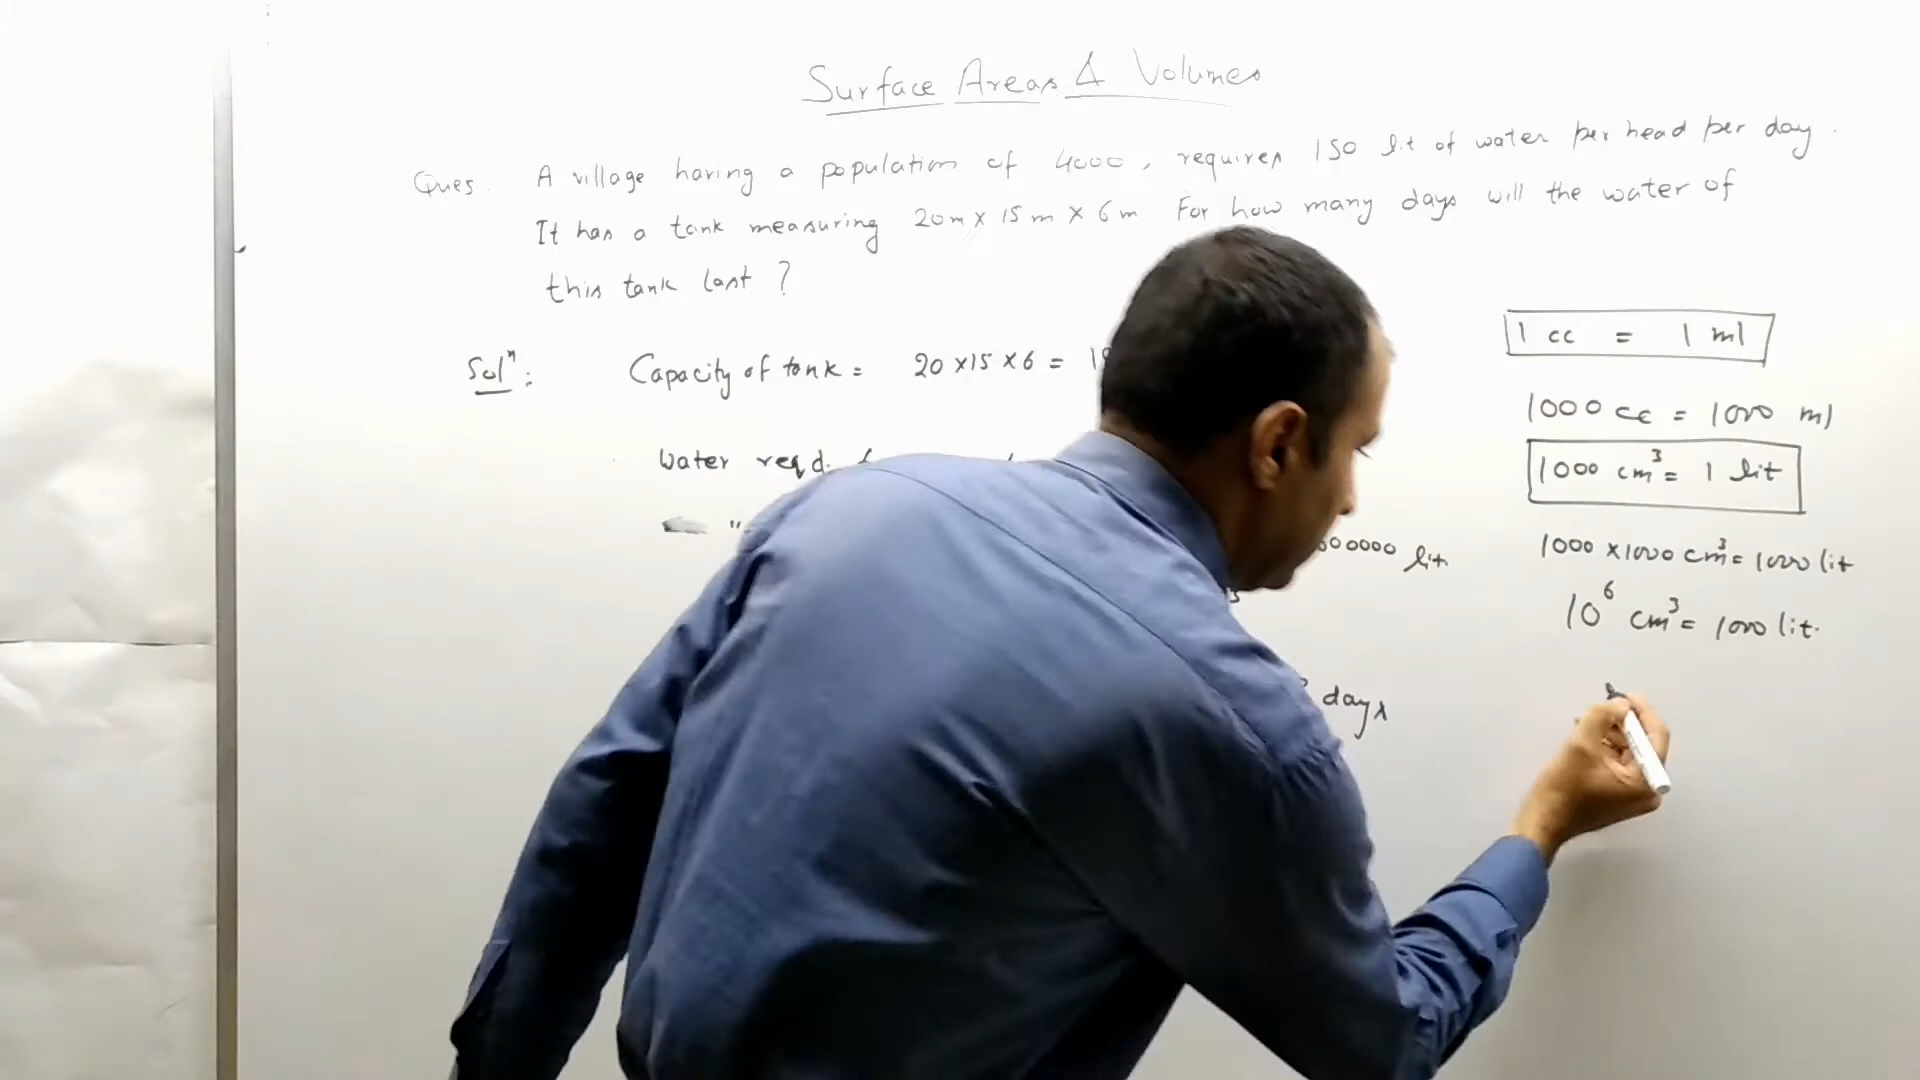 Surface Areas & Volumes
Ques: A village having a population of 4000, requires 150 lit of water per head per day.
It has a tank measuring 20m x 15m x 6m For how many days will the water of
this tank last?
Solⁿ: Capacity of tank = 20 x 15 x 6 =
Water reqd.
"
0000 lit
days
1 cc = 1 ml
1000 cc = 1000 ml
1000 cm³ = 1 lit
1000 x 1000 cm³ = 1000 lit
10⁶ cm³ = 1000 lit.